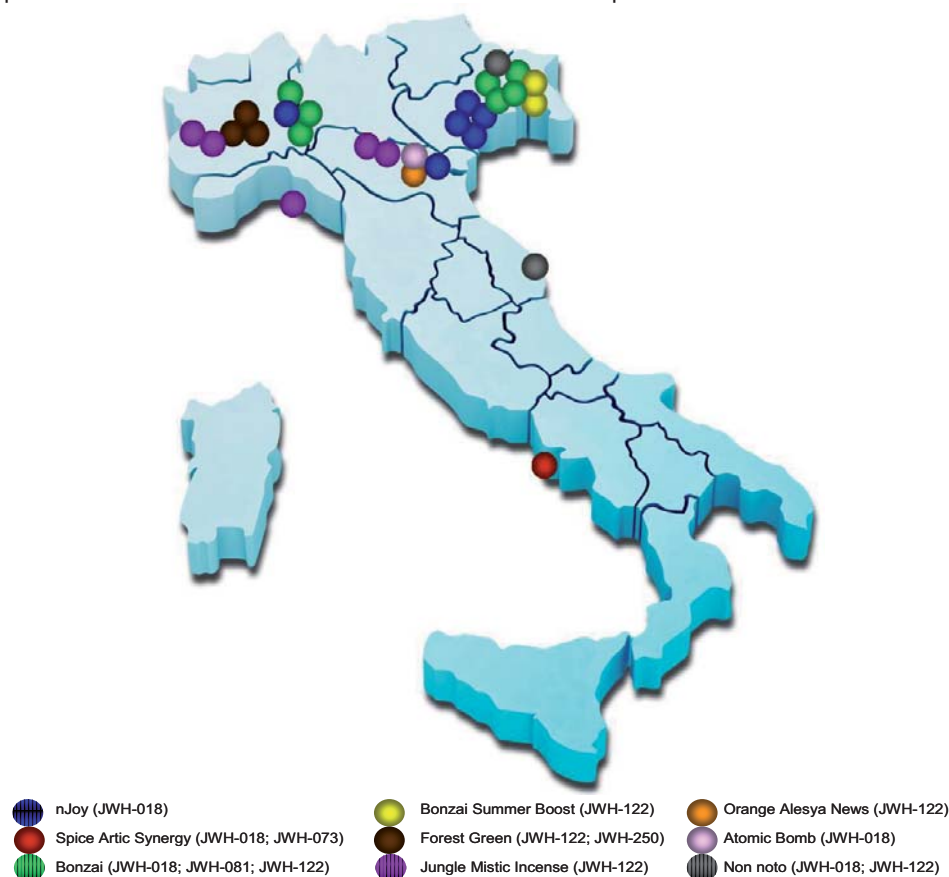 nJoy (JWH-018)
Spice Artic Synergy (JWH-018; JWH-073)
Bonzai (JWH-018; JWH-081; JWH-122)
Bonzai Summer Boost (JWH-122)
Forest Green (JWH-122; JWH-250)
Jungle Mistic Incense (JWH-122)
Orange Alesya News (JWH-122)
Atomic Bomb (JWH-018)
Non noto (JWH-018; JWH-122)